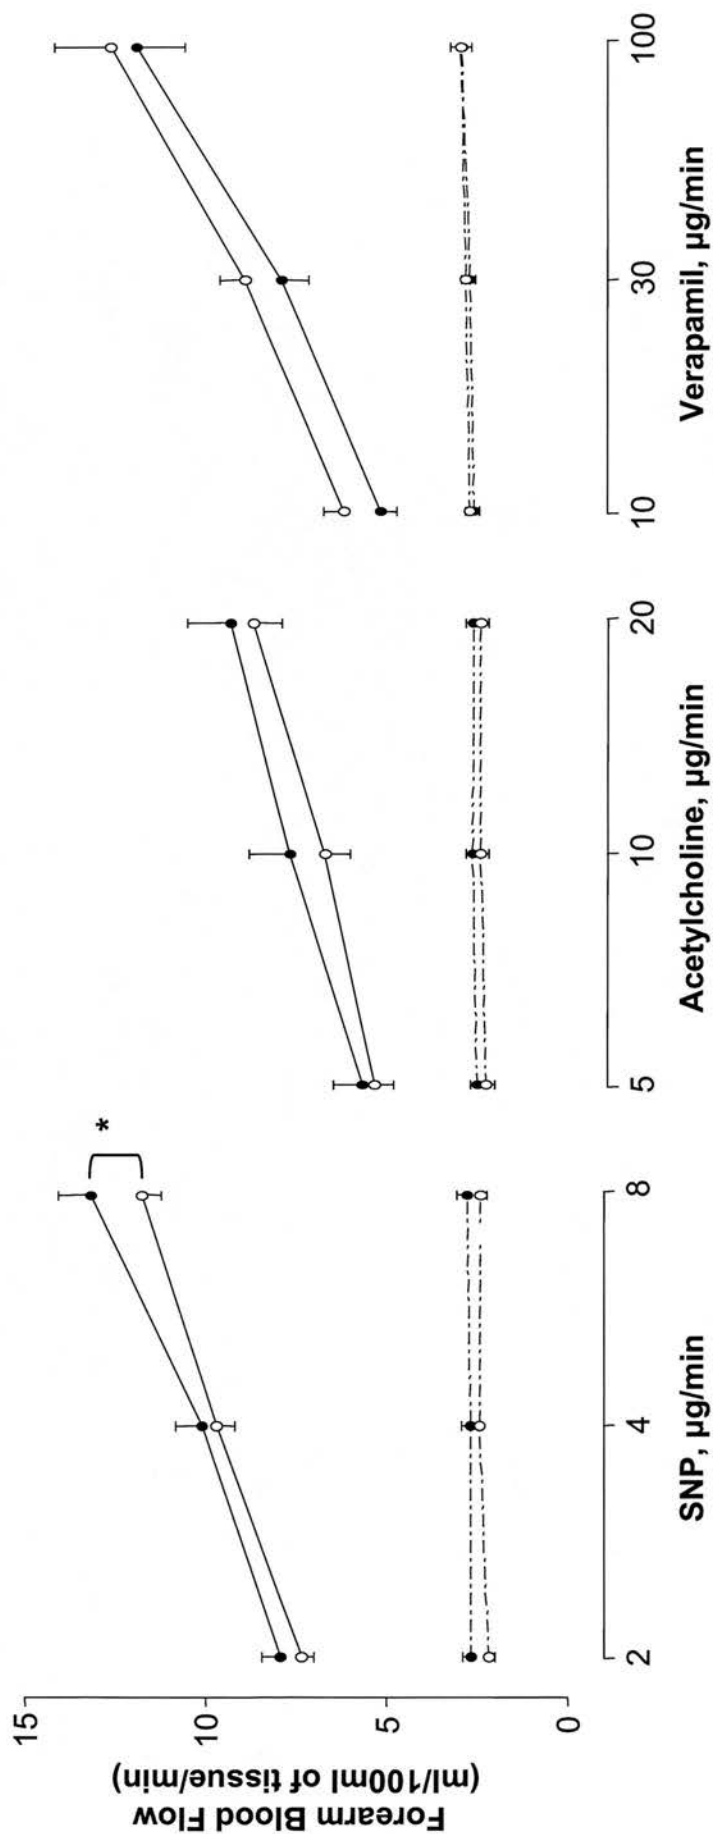 Forearm Blood Flow
(ml/100ml of tissue/min)
15
10
5
0
*
2
4
8
5
10
20
10
30
100
SNP, µg/min
Acetylcholine, µg/min
Verapamil, µg/min